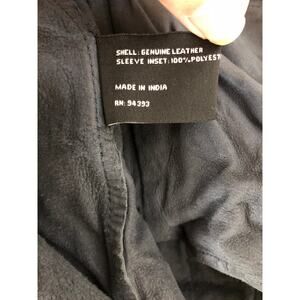 SHELL: GENUINE LEATHER
SLEEVE INSET: 100% POLYEST
MADE IN INDIA
RN: 94393